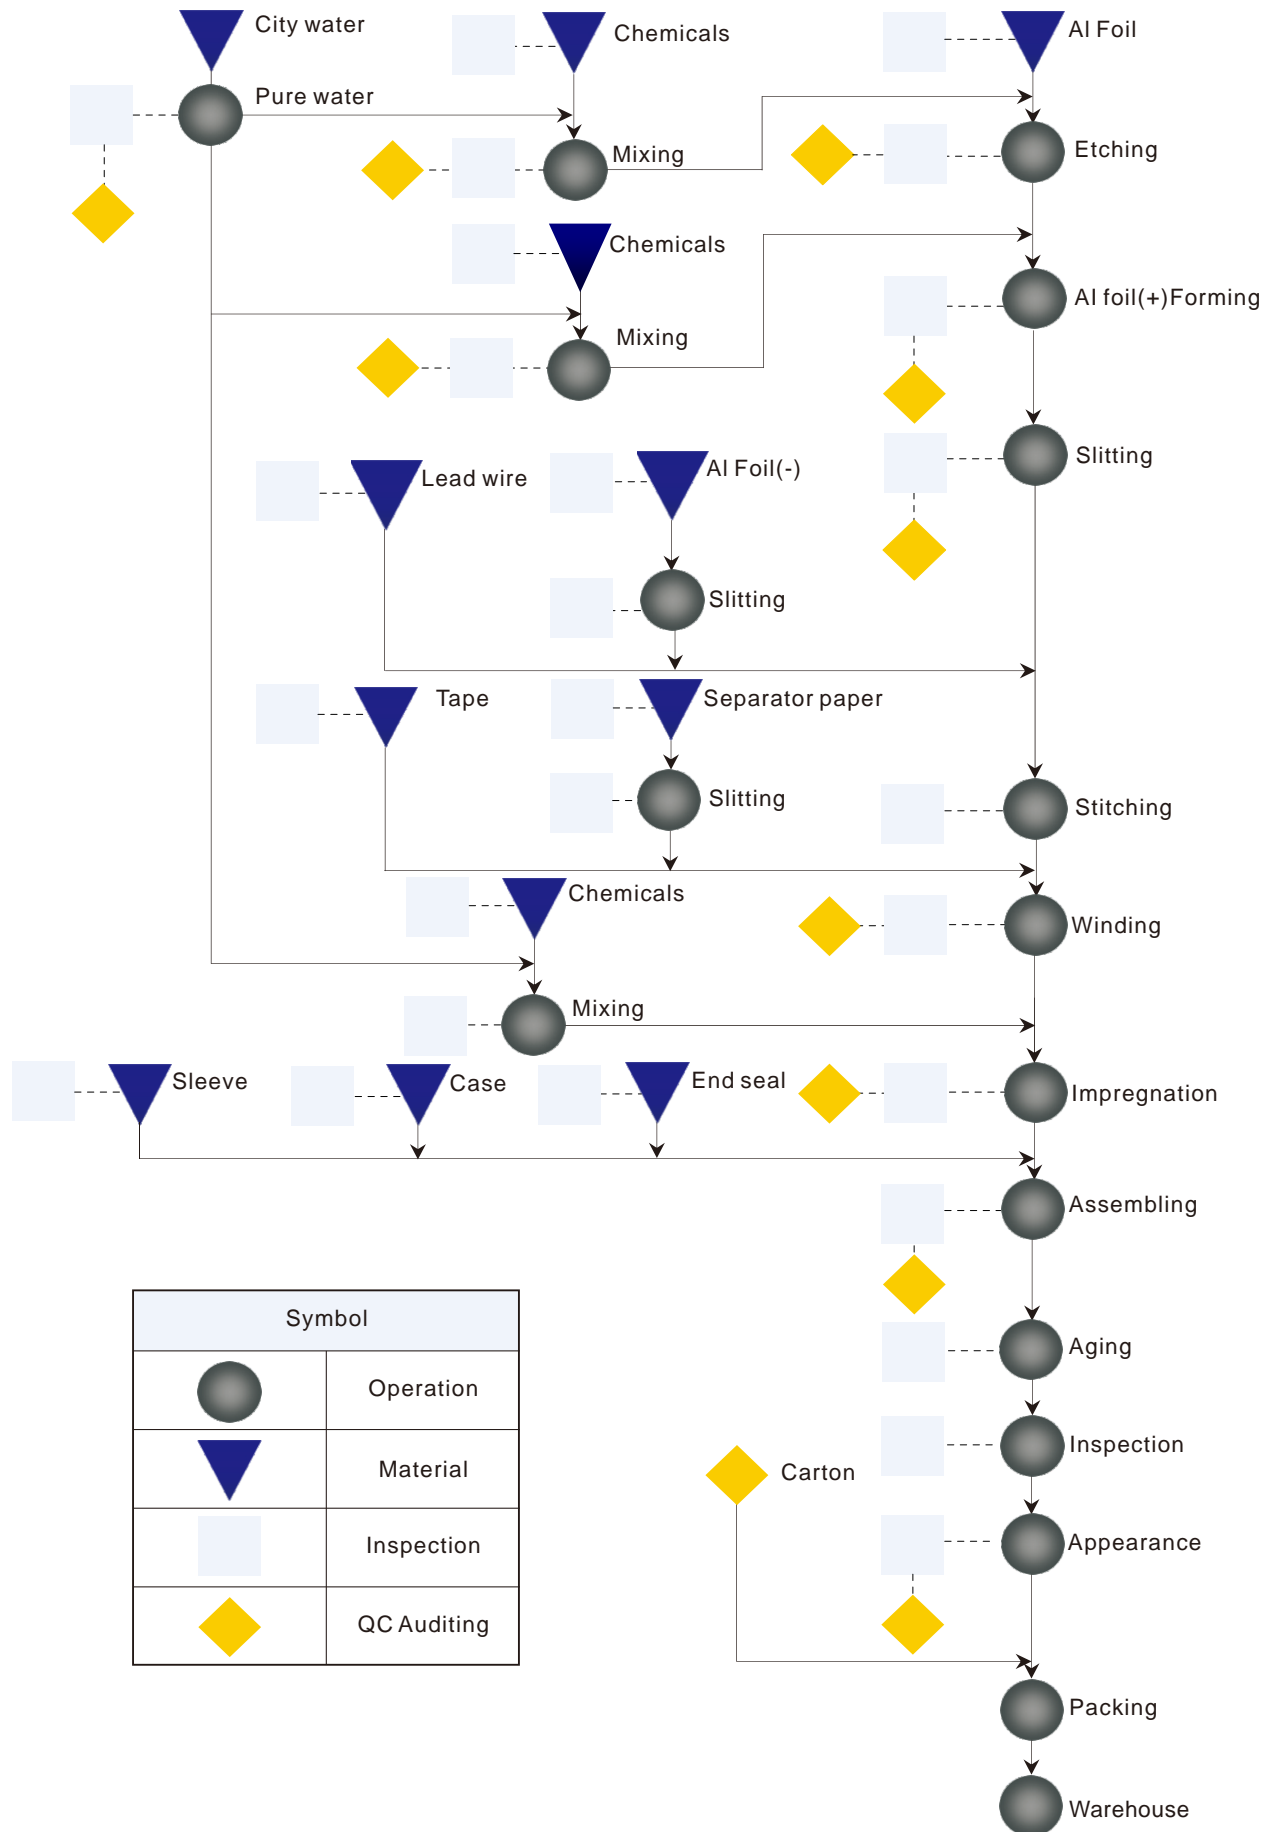 City water
Chemicals
Al Foil
Pure water
Mixing
Etching
Chemicals
Al foil(+)Forming
Mixing
Slitting
Lead wire
Al Foil(-)
Slitting
Tape
Separator paper
Slitting
Stitching
Chemicals
Winding
Mixing
Sleeve
Case
End seal
Impregnation
Assembling
Symbol
Aging
Operation
Inspection
Material
Carton
Appearance
Inspection
QC Auditing
Packing
Warehouse